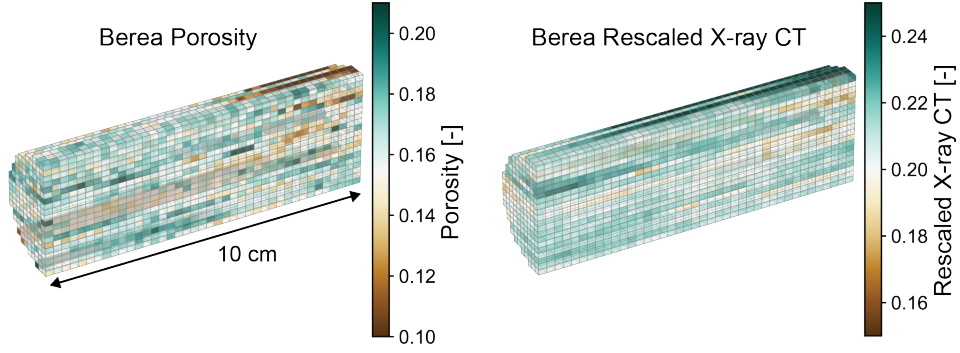 Berea Porosity
0.20
0.18
0.16
0.14
0.12
0.10
Porosity [-]
10 cm
Berea Rescaled X-ray CT
0.24
0.22
0.20
0.18
0.16
Rescaled X-ray CT [-]